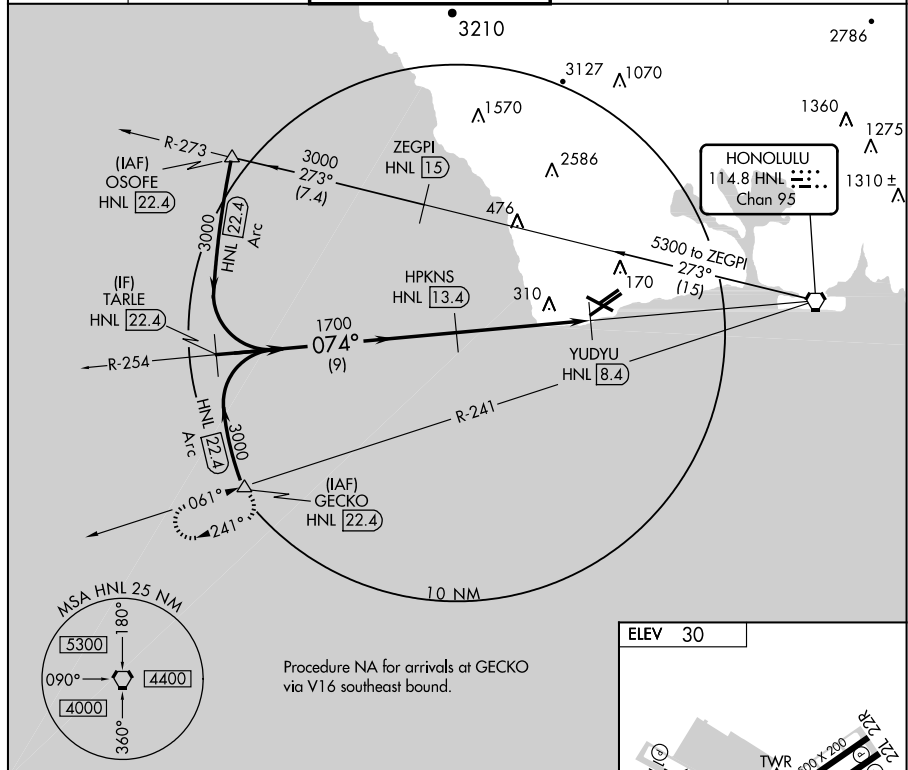 3210
2786
3127
1070
1570
1360
1275
R-273
3000
273°
(7.4)
ZEGPI
HNL 15
(IAF)
OSOFE
HNL 22.4
2586
HONOLULU
114.8 HNL
Chan 95
1310 ±
476
3000
HNL 22.4
Arc
5300 to ZEGPI
273°
(15)
HPKNS
HNL 13.4
170
310
(IF)
TARLE
HNL 22.4
1700
074°
(9)
R-254
YUDYU
HNL 8.4
R-241
HNL 22.4
Arc
3000
(IAF)
GECKO
HNL 22.4
061°
241°
10 NM
MSA HNL 25 NM
180°
5300
090°
4400
4000
360°
Procedure NA for arrivals at GECKO
via V16 southeast bound.
ELEV 30
TWR
22R
22L
P
P